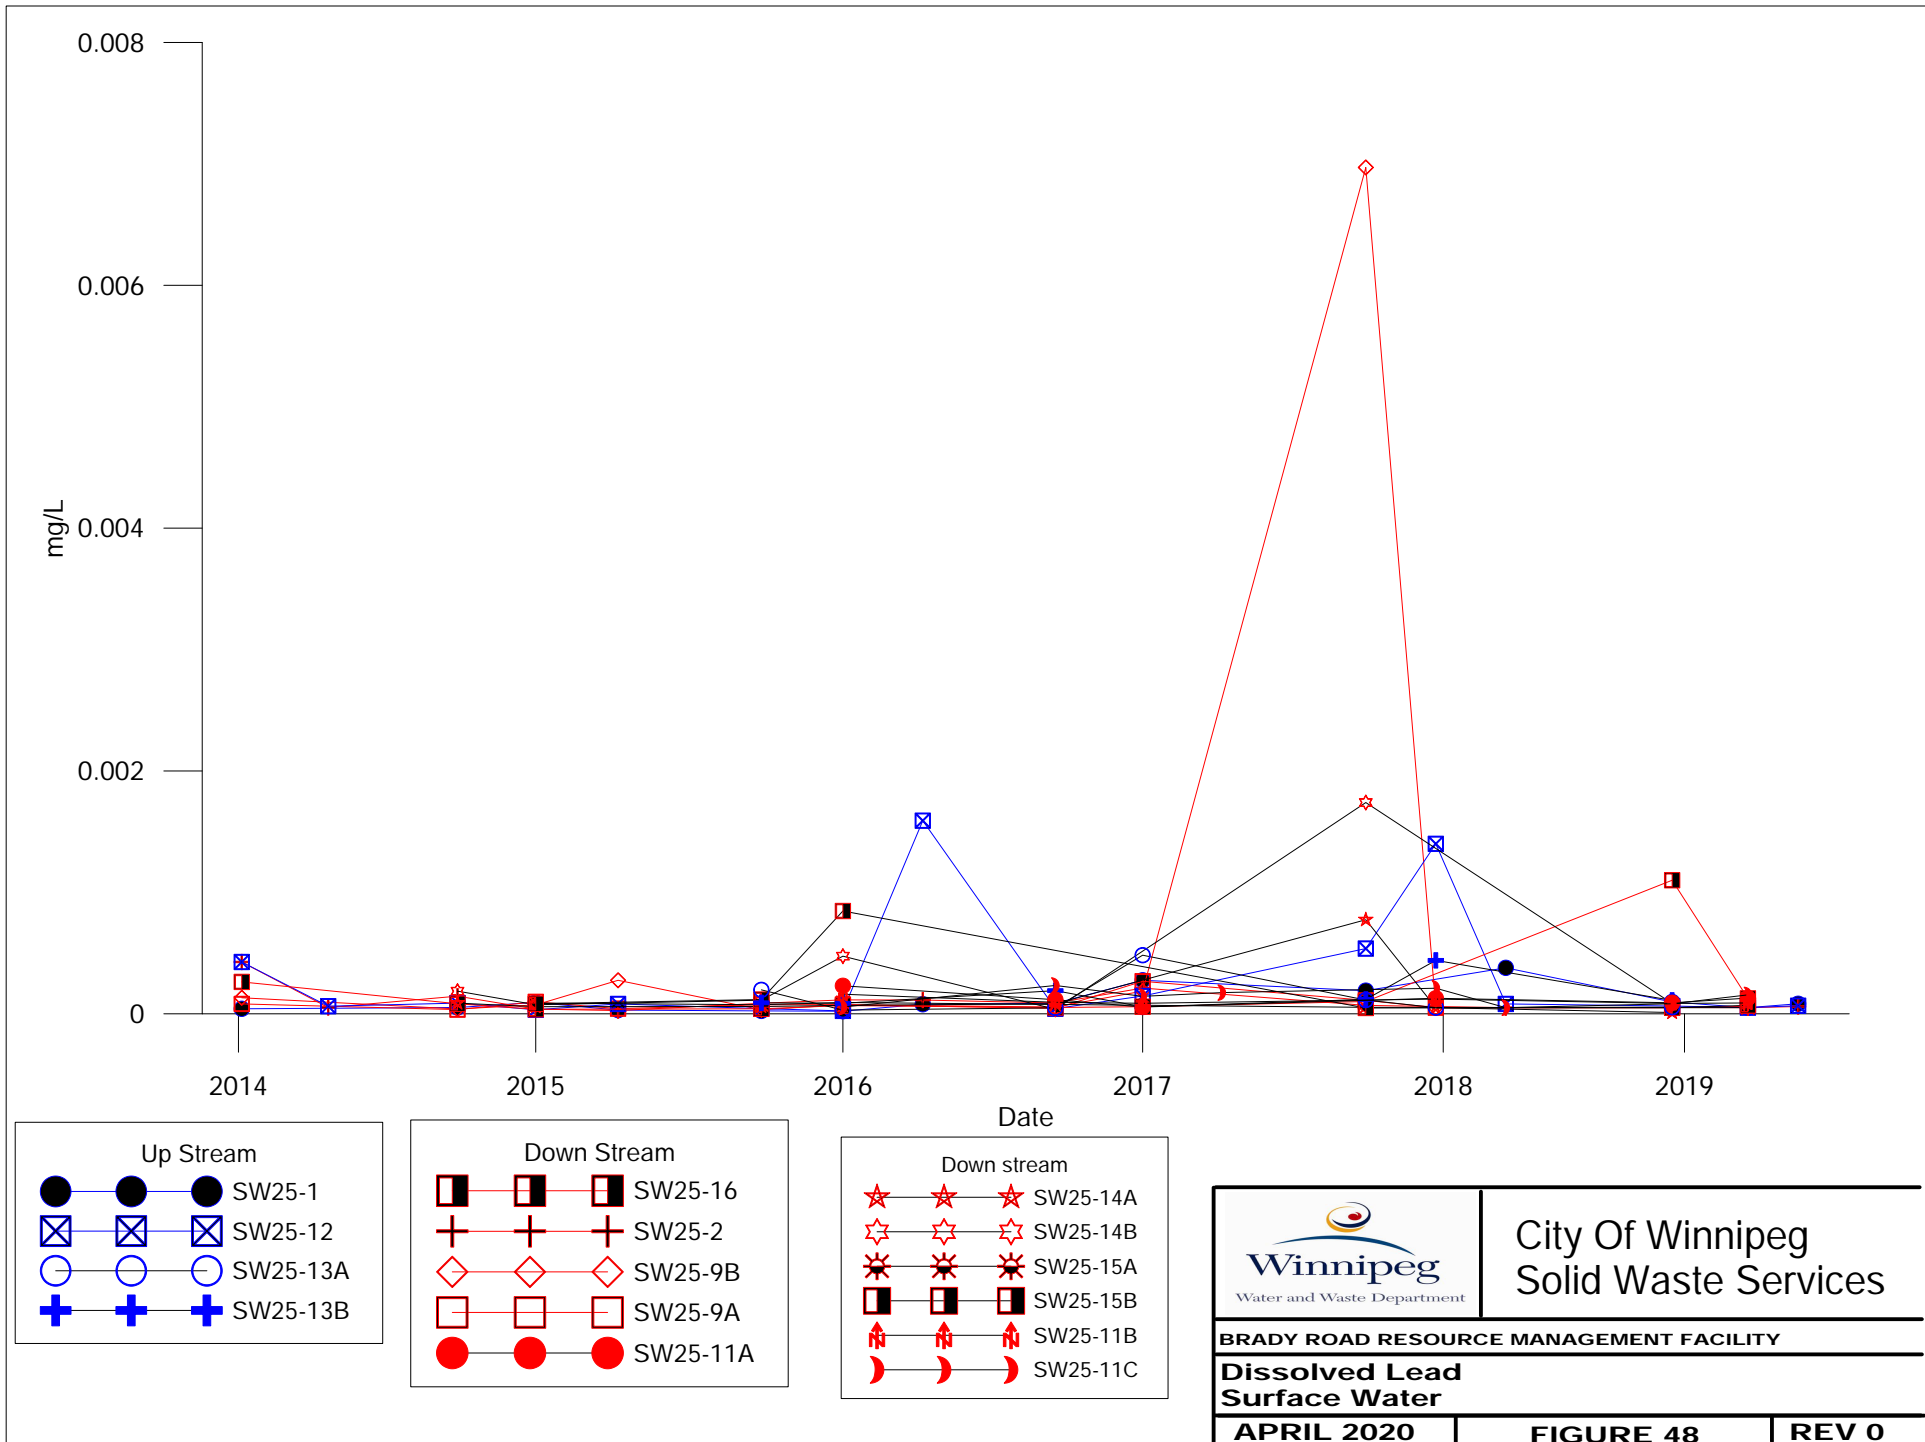 0.008
0.006
0.004
0.002
0
mg/L
2014
2015
2016
2017
2018
2019
Date
Up Stream
SW25-1
SW25-12
SW25-13A
SW25-13B
Down Stream
SW25-16
SW25-2
SW25-9B
SW25-9A
SW25-11A
Down stream
SW25-14A
SW25-14B
SW25-15A
SW25-15B
SW25-11B
SW25-11C
Winnipeg
Water and Waste Department
City Of Winnipeg
Solid Waste Services
BRADY ROAD RESOURCE MANAGEMENT FACILITY
Dissolved Lead
Surface Water
APRIL 2020
FIGURE 48
REV 0